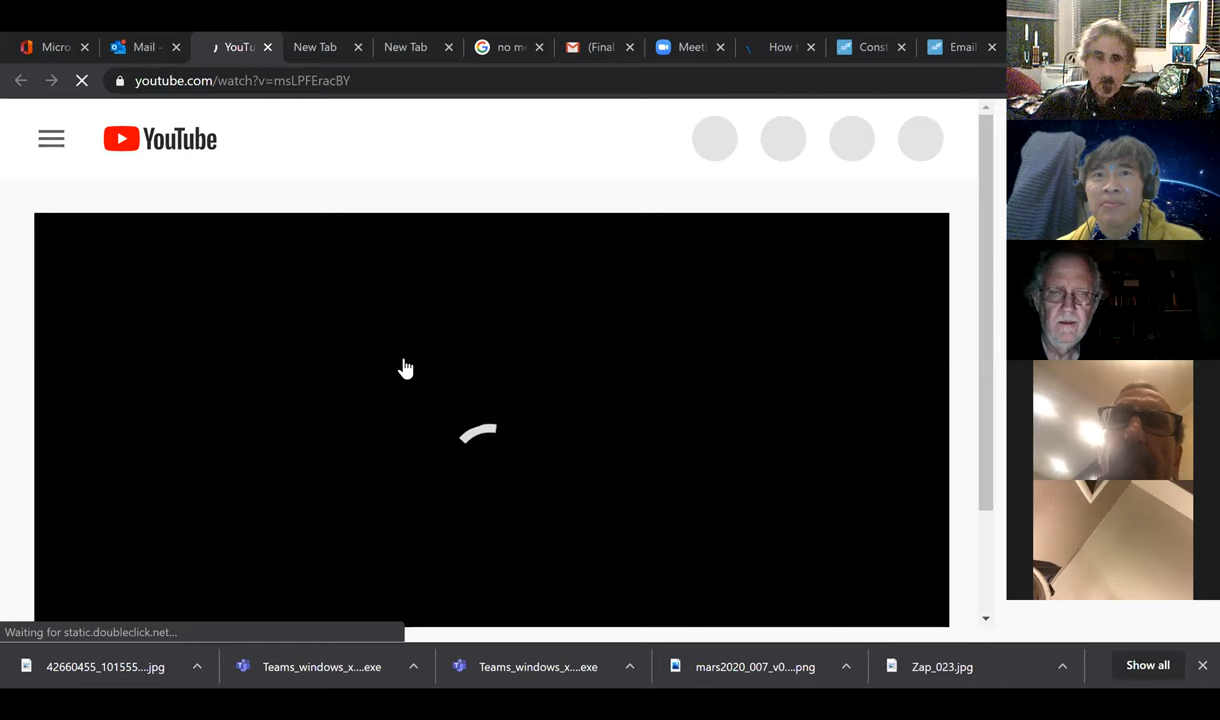 Micro
Mail -
YouTu
New Tab
New Tab
no m
(Final
Meet
How
Const
Email
youtube.com/watch?v=msLPFEracBY
YouTube
Waiting for static.doubleclick.net...
42660455_101555....jpg
Teams_windows_x....exe
Teams_windows_x....exe
mars2020_007_v0....png
Zap_023.jpg
Show all